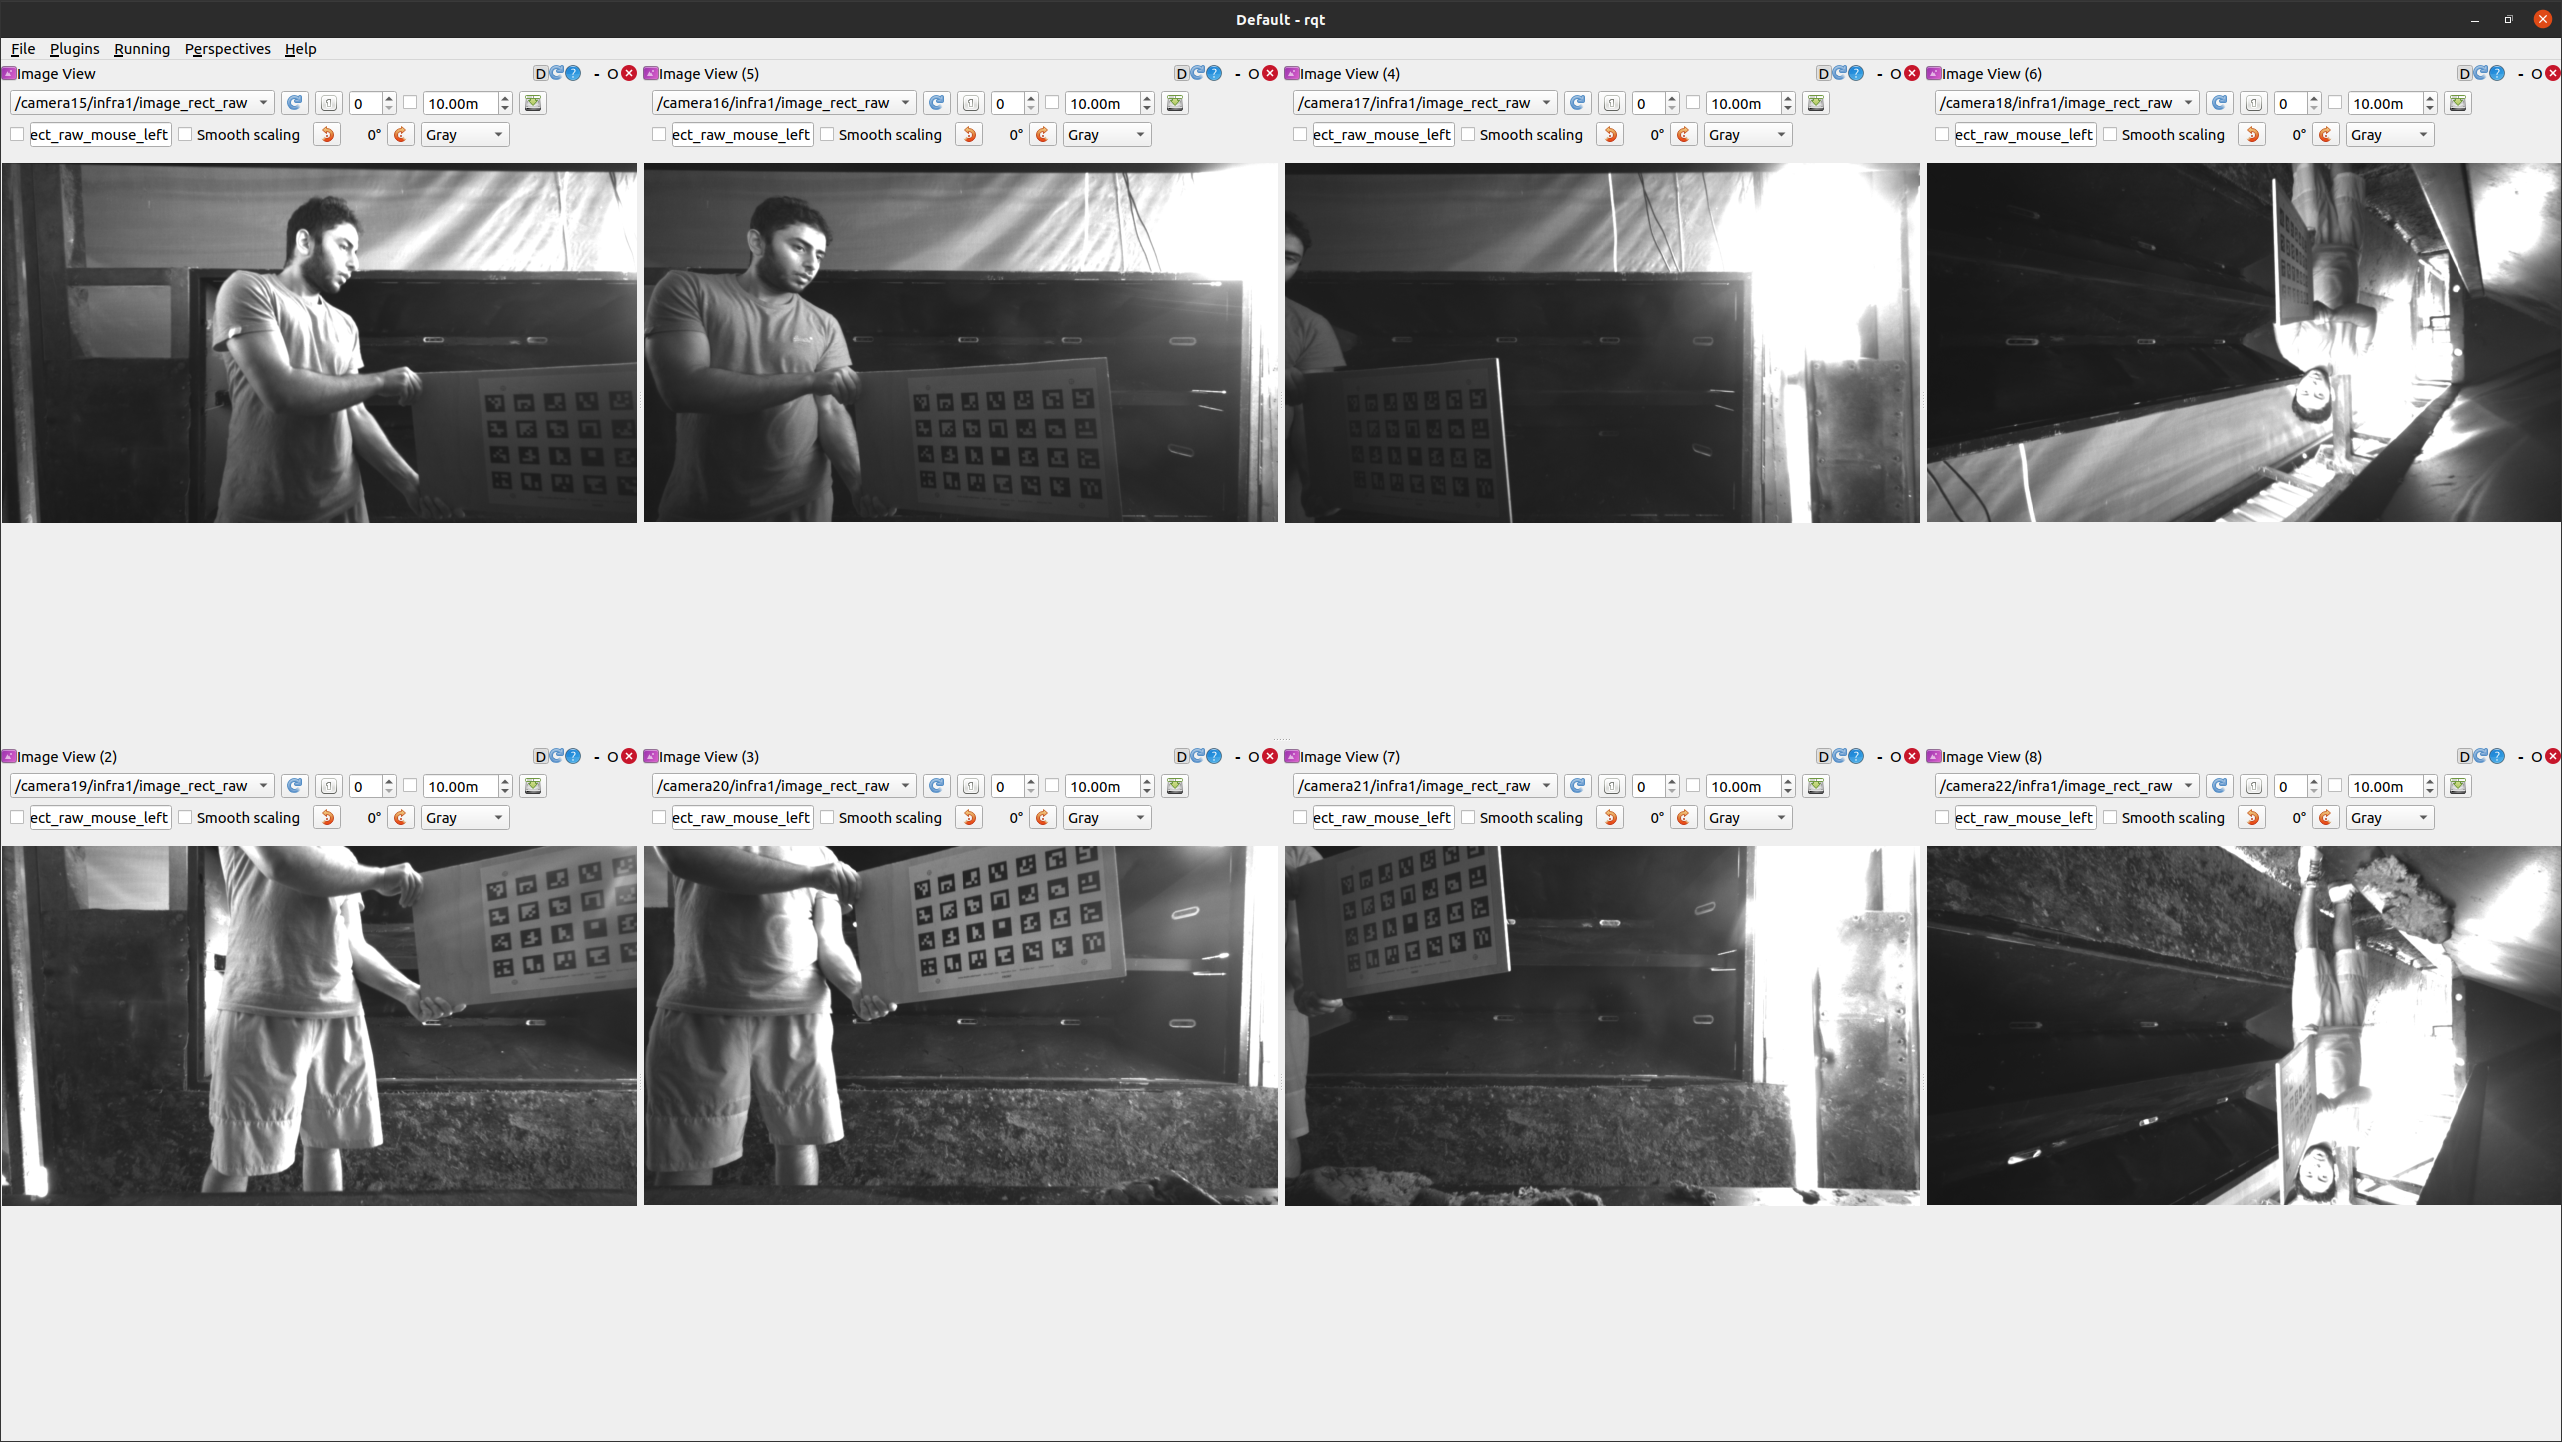 Default - rqt
File Plugins Running Perspectives Help
Image View D ? - O
/camera15/infra1/image_rect_raw 0 10.00m
ect_raw_mouse_left Smooth scaling 0° Gray
Image View (5) D ? - O
/camera16/infra1/image_rect_raw 0 10.00m
ect_raw_mouse_left Smooth scaling 0° Gray
Image View (4) D ? - O
/camera17/infra1/image_rect_raw 0 10.00m
ect_raw_mouse_left Smooth scaling 0° Gray
Image View (6) D ? - O
/camera18/infra1/image_rect_raw 0 10.00m
ect_raw_mouse_left Smooth scaling 0° Gray
Image View (2) D ? - O
/camera19/infra1/image_rect_raw 0 10.00m
ect_raw_mouse_left Smooth scaling 0° Gray
Image View (3) D ? - O
/camera20/infra1/image_rect_raw 0 10.00m
ect_raw_mouse_left Smooth scaling 0° Gray
Image View (7) D ? - O
/camera21/infra1/image_rect_raw 0 10.00m
ect_raw_mouse_left Smooth scaling 0° Gray
Image View (8) D ? - O
/camera22/infra1/image_rect_raw 0 10.00m
ect_raw_mouse_left Smooth scaling 0° Gray